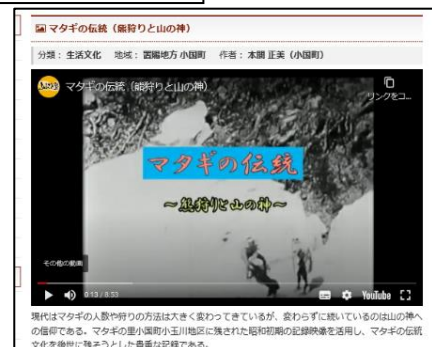 マタギの伝統（熊狩りと山の神）
分類： 生活文化　地域： 置賜地方 小国町　作者： 本間 正美（小国町）
マタギの伝統（熊狩りと山の神）
リンクをコ...
マタギの伝統
～熊狩りと山の神～
その他の動画
0:13 / 8:53
YouTube
現代はマタギの人数や狩りの方法は大きく変わってきているが、変わらずに続いているのは山の神へ
の信仰である。マタギの里小国町小玉川地区に残された昭和初期の記録映像を活用し、マタギの伝統
文化を後世に残そうとした貴重な記録である。